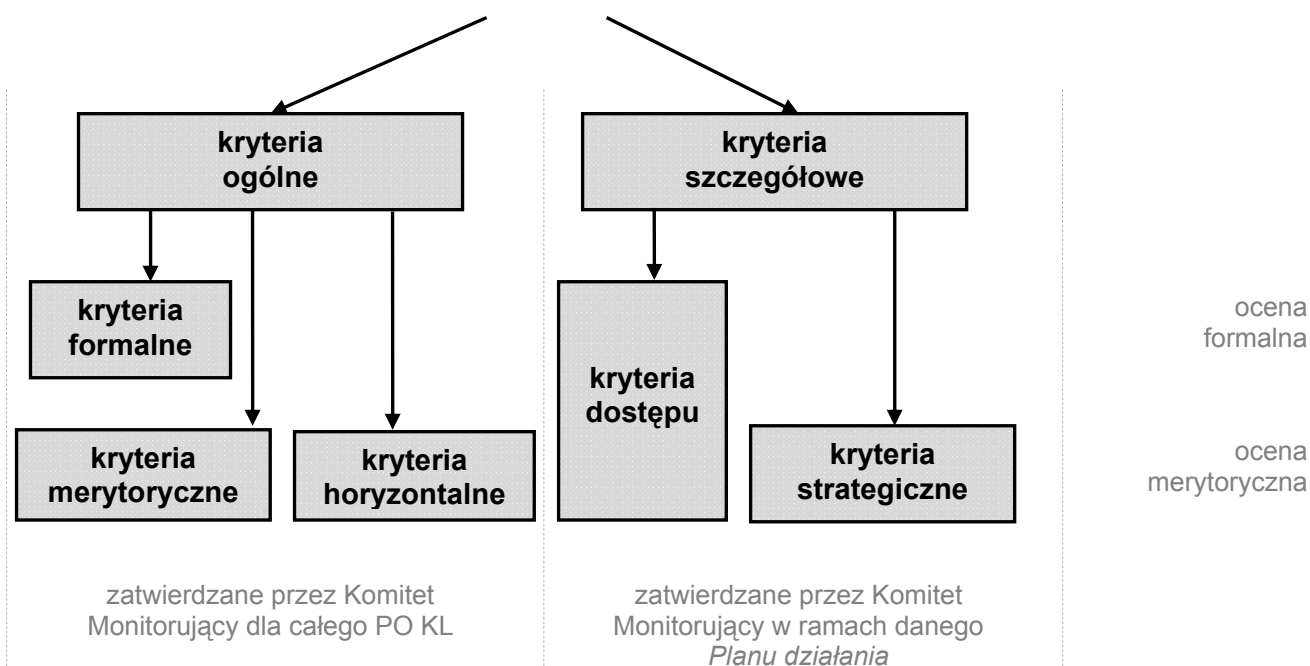 kryteria
ogólne
kryteria
szczegółowe
kryteria
formalne
ocena
formalna
kryteria
dostępu
kryteria
merytoryczne
kryteria
horyzontalne
kryteria
strategiczne
ocena
merytoryczna
zatwierdzane przez Komitet
Monitorujący dla całego PO KL
zatwierdzane przez Komitet
Monitorujący w ramach danego
Planu działania